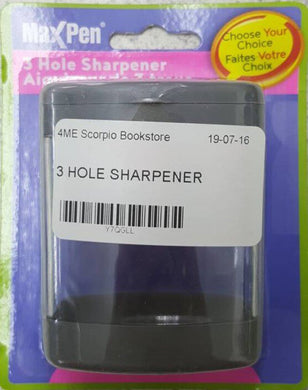 MaxPen
3 Hole Sharpener
Choose Your
Choice
Faites Votre
Choix
4ME Scorpio Bookstore 19-07-16
3 HOLE SHARPENER
Y7QGLL